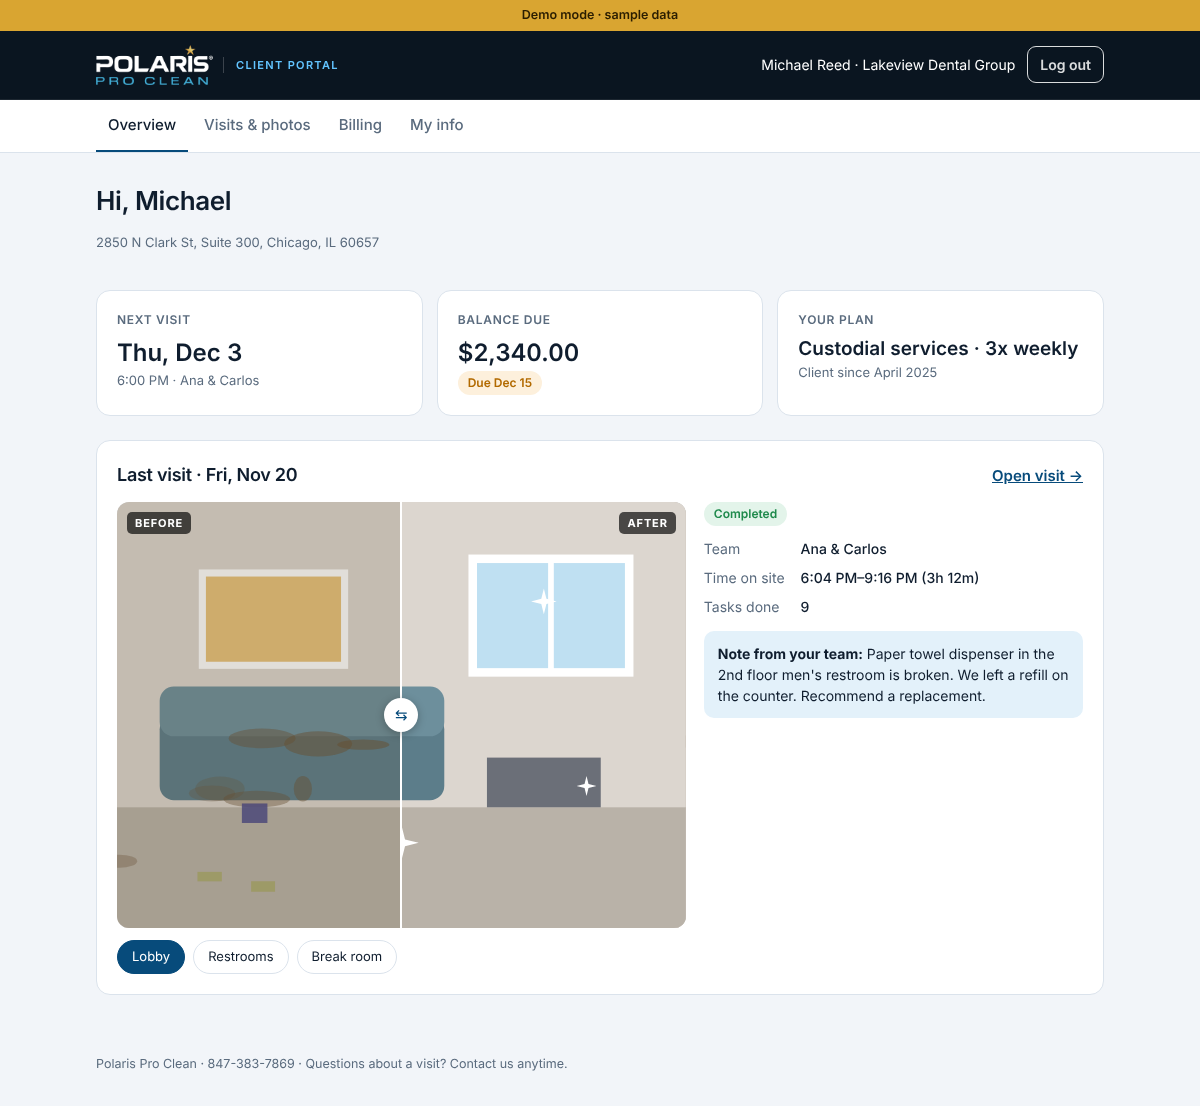 Demo mode · sample data
POLARIS®
PRO CLEAN
CLIENT PORTAL
Michael Reed · Lakeview Dental Group
Log out
Overview
Visits & photos
Billing
My info
Hi, Michael
2850 N Clark St, Suite 300, Chicago, IL 60657
NEXT VISIT
Thu, Dec 3
6:00 PM · Ana & Carlos
BALANCE DUE
$2,340.00
Due Dec 15
YOUR PLAN
Custodial services · 3x weekly
Client since April 2025
Last visit · Fri, Nov 20
Open visit →
BEFORE
AFTER
Completed
Team Ana & Carlos
Time on site 6:04 PM–9:16 PM (3h 12m)
Tasks done 9
Note from your team: Paper towel dispenser in the
2nd floor men's restroom is broken. We left a refill on
the counter. Recommend a replacement.
Lobby
Restrooms
Break room
Polaris Pro Clean · 847-383-7869 · Questions about a visit? Contact us anytime.